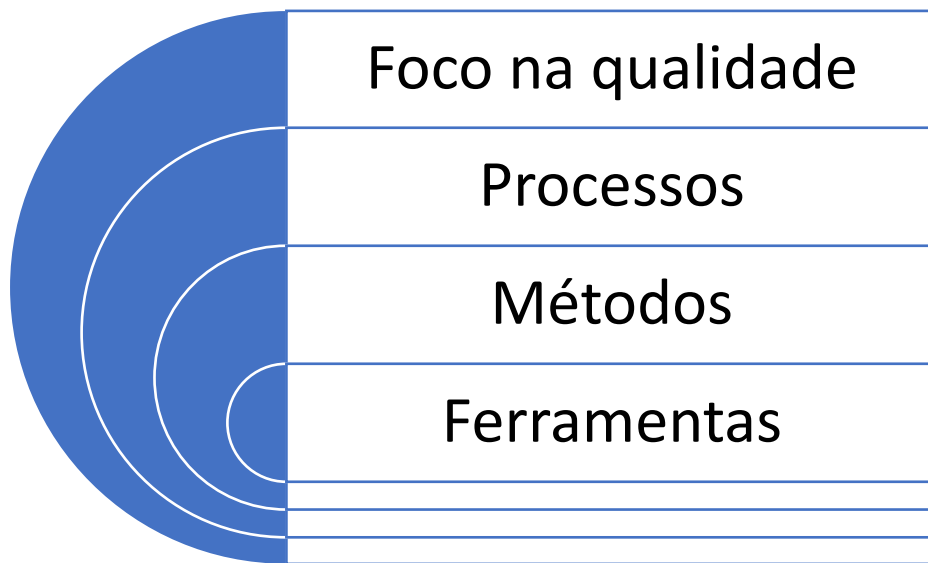 Foco na qualidade
Processos
Métodos
Ferramentas